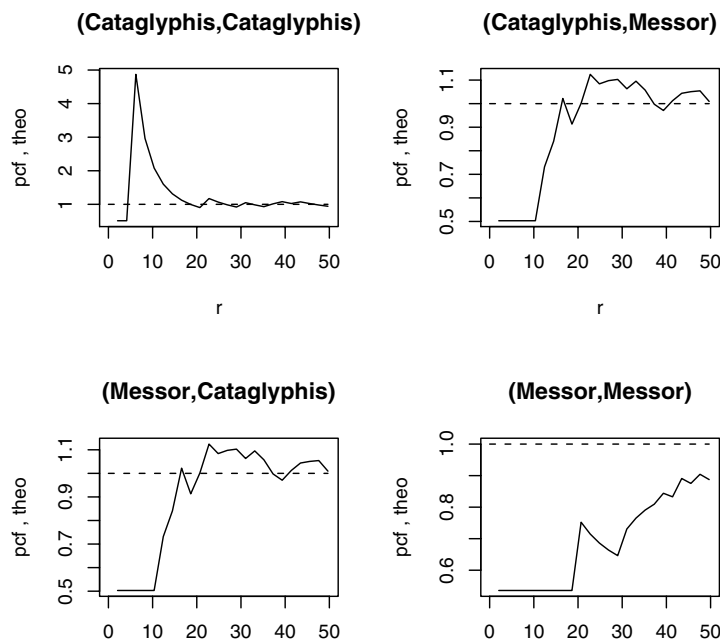 (Cataglyphis,Cataglyphis)
pcf , theo
5
4
3
2
1
0 10 20 30 40 50
r
(Cataglyphis,Messor)
pcf , theo
1.1
0.9
0.7
0.5
0 10 20 30 40 50
r
(Messor,Cataglyphis)
pcf , theo
1.1
0.9
0.7
0.5
0 10 20 30 40 50
(Messor,Messor)
pcf , theo
1.0
0.8
0.6
0 10 20 30 40 50